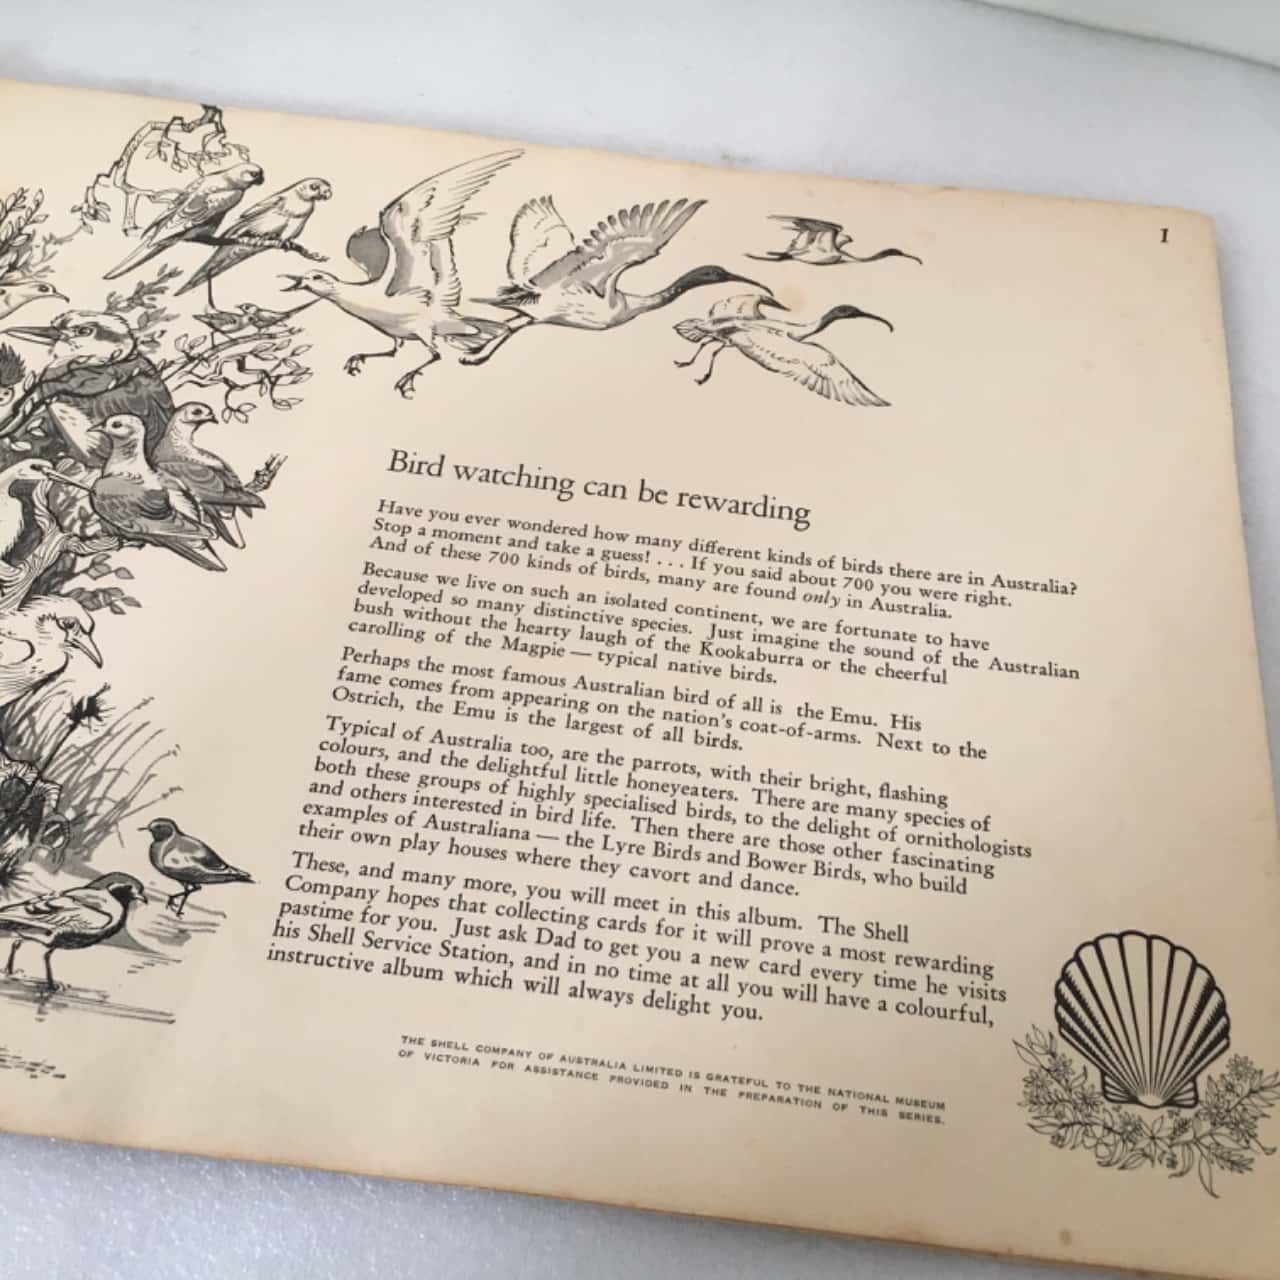 1
Bird watching can be rewarding
Have you ever wondered how many different kinds of birds there are in Australia?
Stop a moment and take a guess! . . . If you said about 700 you were right.
And of these 700 kinds of birds, many are found only in Australia.
Because we live on such an isolated continent, we are fortunate to have
developed so many distinctive species. Just imagine the sound of the Australian
bush without the hearty laugh of the Kookaburra or the cheerful
carolling of the Magpie — typical native birds.
Perhaps the most famous Australian bird of all is the Emu. His
fame comes from appearing on the nation's coat-of-arms. Next to the
Ostrich, the Emu is the largest of all birds.
Typical of Australia too, are the parrots, with their bright, flashing
colours, and the delightful little honeyeaters. There are many species of
both these groups of highly specialised birds, to the delight of ornithologists
and others interested in bird life. Then there are those other fascinating
examples of Australiana — the Lyre Birds and Bower Birds, who build
their own play houses where they cavort and dance.
These, and many more, you will meet in this album. The Shell
Company hopes that collecting cards for it will prove a most rewarding
pastime for you. Just ask Dad to get you a new card every time he visits
his Shell Service Station, and in no time at all you will have a colourful,
instructive album which will always delight you.
THE SHELL COMPANY OF AUSTRALIA LIMITED IS GRATEFUL TO THE NATIONAL MUSEUM
OF VICTORIA FOR ASSISTANCE PROVIDED IN THE PREPARATION OF THIS SERIES.